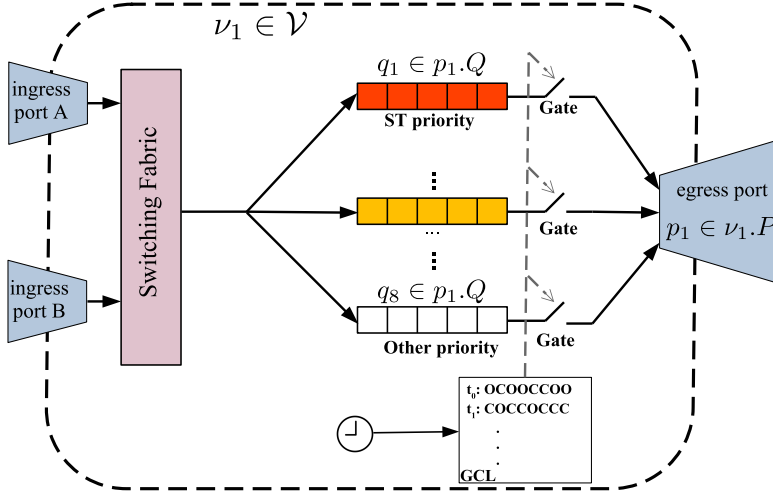 ν₁ ∈ 𝒱
ingress
port A
Switching Fabric
q₁ ∈ p₁.Q
ST priority
Gate
...
Gate
...
...
egress port
p₁ ∈ ν₁.P
ingress
port B
q₈ ∈ p₁.Q
Other priority
Gate
t₀: OCOOCCOO
t₁: COCCOCCC
.
.
.
GCL